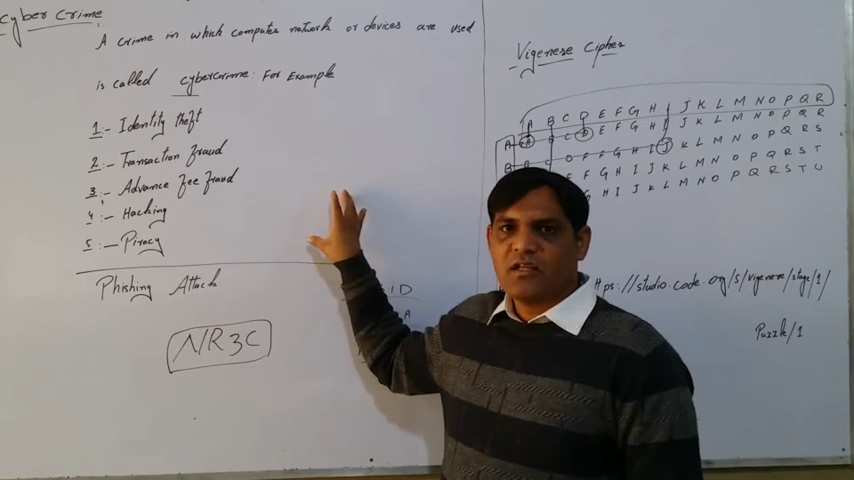 Cyber Crime
A crime in which computer network or devices are used
is called cybercrime. For Example
1:- Identity theft
2:- Transaction fraud
3:- Advance fee fraud
4:- Hacking
5:- Piracy
Phishing Attack
NR3C
ID
A
Vigenese Cipher
A B C D E F G H I J K L M N O P Q R
A A B C D E F G H I J K L M N O P Q R
B B C D E F G H I J K L M N O P Q R S
E F G H I J K L M N O P Q R S T
G H I J K L M N O P Q R S T U
ttps://studio.code.org/s/vigenere/stage/1/
Puzzle/1